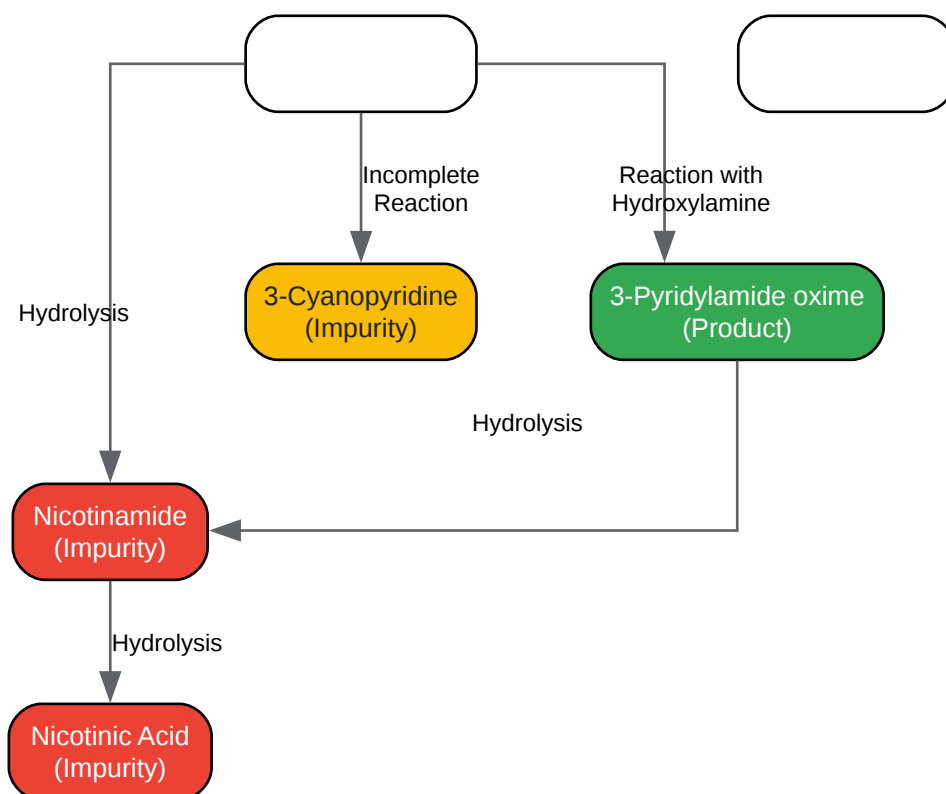 Incomplete
Reaction
Reaction with
Hydroxylamine
3-Cyanopyridine
(Impurity)
3-Pyridylamide oxime
(Product)
Hydrolysis
Hydrolysis
Nicotinamide
(Impurity)
Hydrolysis
Nicotinic Acid
(Impurity)